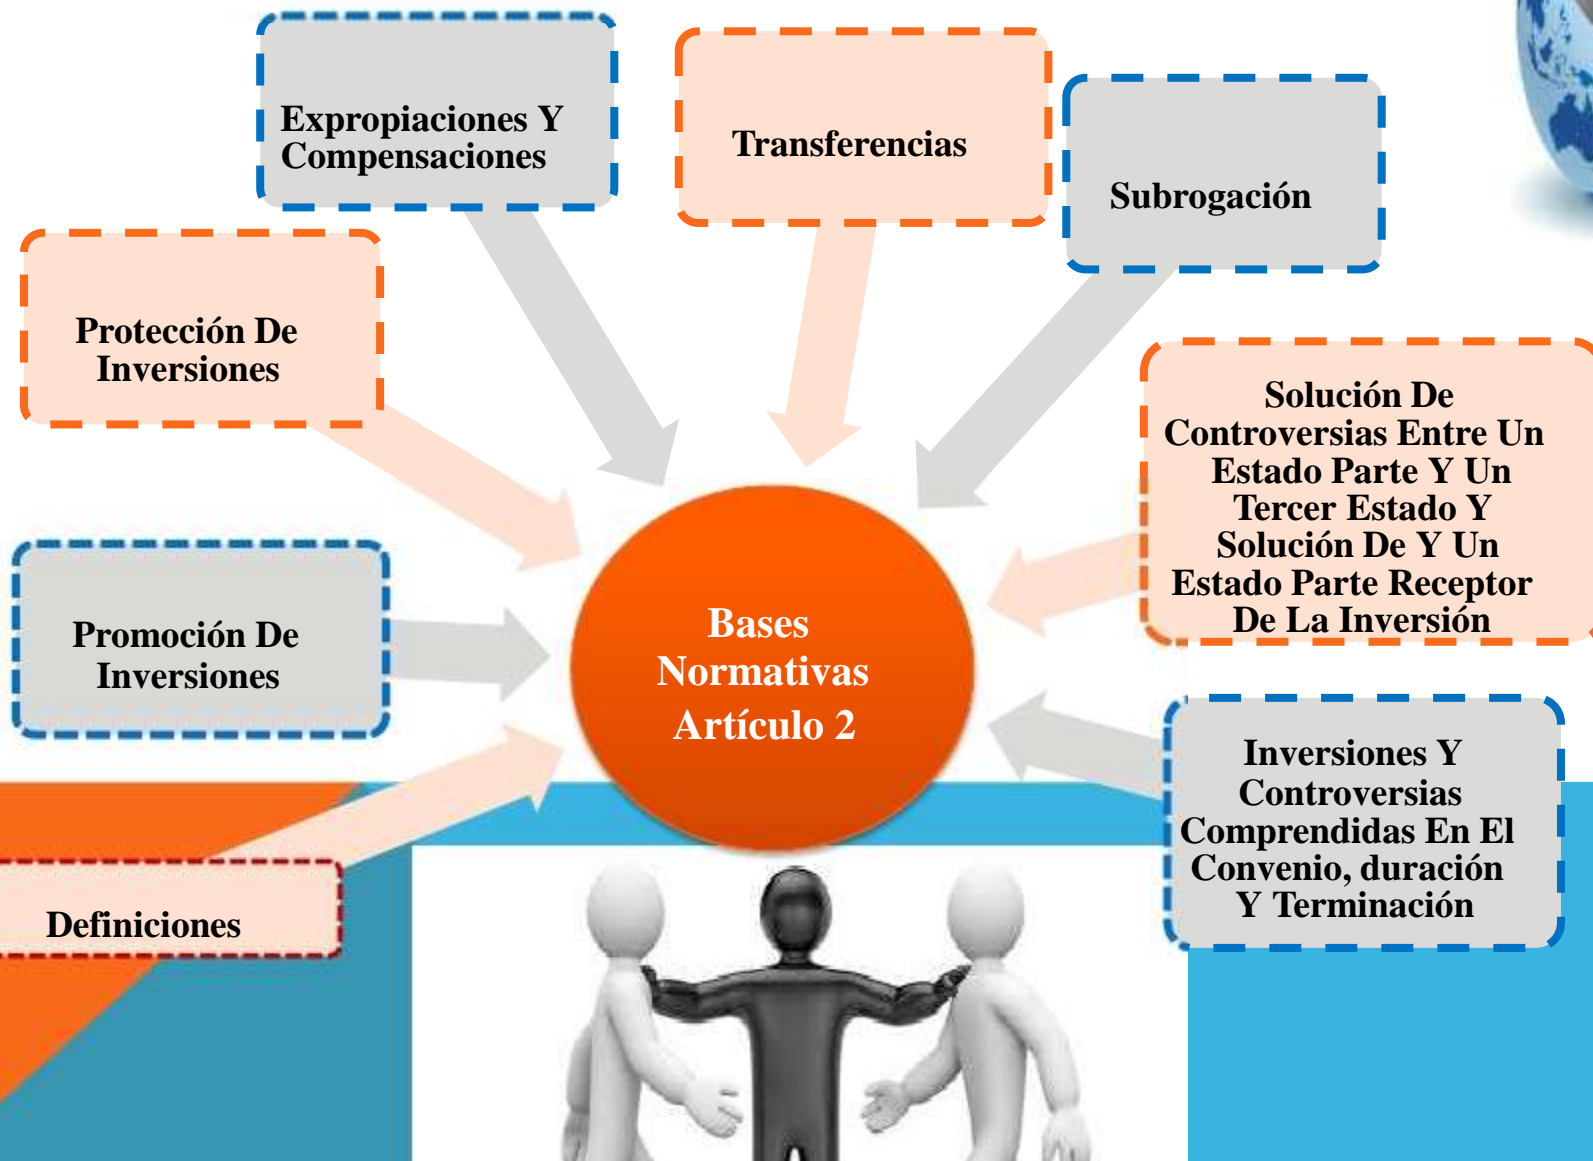 Expropiaciones Y
Compensaciones
Transferencias
Subrogación
Protección De
Inversiones
Solución De
Controversias Entre Un
Estado Parte Y Un
Tercer Estado Y
Solución De Y Un
Estado Parte Receptor
De La Inversión
Promoción De
Inversiones
Bases
Normativas
Artículo 2
Inversiones Y
Controversias
Comprendidas En El
Convenio, duración
Y Terminación
Definiciones